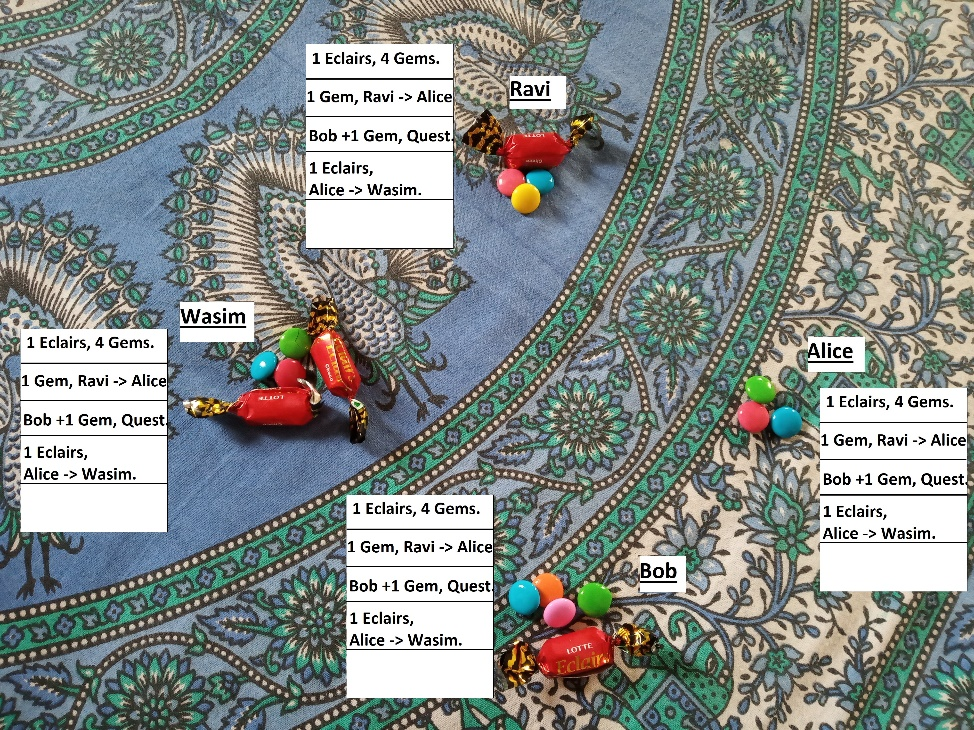 1 Eclairs, 4 Gems.
1 Gem, Ravi -> Alice
Bob +1 Gem, Quest.
1 Eclairs,
Alice -> Wasim.
Ravi
LOTTE
Wasim
1 Eclairs, 4 Gems.
1 Gem, Ravi -> Alice
Bob +1 Gem, Quest.
1 Eclairs,
Alice -> Wasim.
LOTTE
Alice
1 Eclairs, 4 Gems.
1 Gem, Ravi -> Alice
Bob +1 Gem, Quest.
1 Eclairs,
Alice -> Wasim.
1 Eclairs, 4 Gems.
1 Gem, Ravi -> Alice
Bob +1 Gem, Quest.
1 Eclairs,
Alice -> Wasim.
Bob
LOTTE
Eclairs